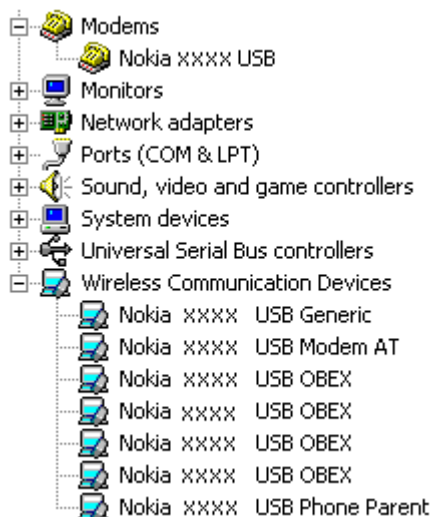 Modems
Nokia xxxx USB
Monitors
Network adapters
Ports (COM & LPT)
Sound, video and game controllers
System devices
Universal Serial Bus controllers
Wireless Communication Devices
Nokia xxxx USB Generic
Nokia xxxx USB Modem AT
Nokia xxxx USB OBEX
Nokia xxxx USB OBEX
Nokia xxxx USB OBEX
Nokia xxxx USB OBEX
Nokia xxxx USB Phone Parent